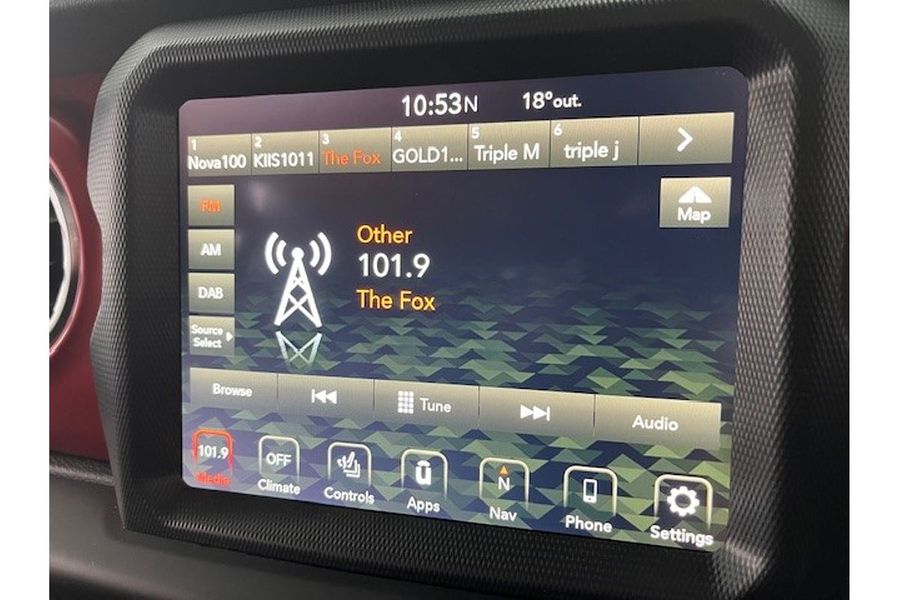 10:53N 18°out.
1 Nova100 2 KIIS1011 3 The Fox 4 GOLD1... 5 Triple M 6 triple j
FM
Map
Other
AM
101.9
DAB
The Fox
Source
Select
Browse Tune Audio
101.9 OFF N
Media Climate Controls Apps Nav Phone Settings